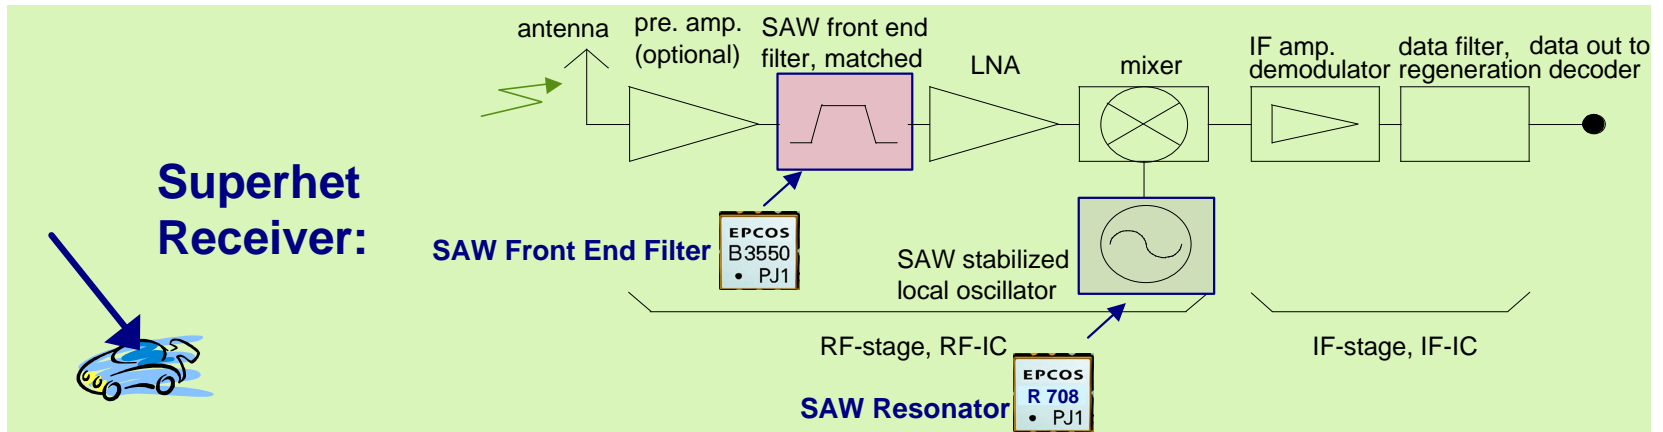 antenna
pre. amp.
(optional)
SAW front end
filter, matched
LNA
mixer
IF amp.
demodulator
data filter,
regeneration
data out to
decoder
Superhet
Receiver:
SAW Front End Filter
EPCOS
B3550
• PJ1
SAW stabilized
local oscillator
RF-stage, RF-IC
IF-stage, IF-IC
SAW Resonator
EPCOS
R 708
• PJ1